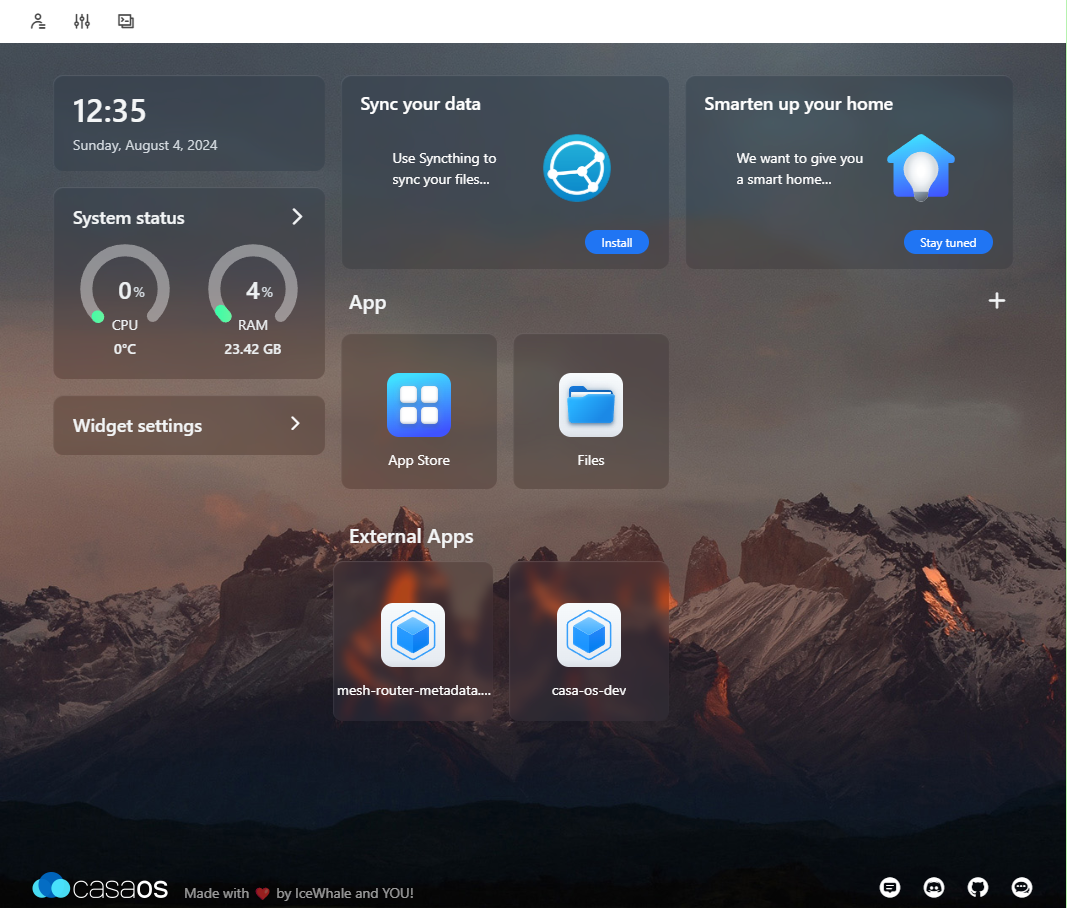 12:35
Sunday, August 4, 2024
System status
0%
CPU
0°C
4%
RAM
23.42 GB
Widget settings
Sync your data
Use Syncthing to
sync your files...
Install
Smarten up your home
We want to give you
a smart home...
Stay tuned
App
App Store
Files
External Apps
mesh-router-metadata....
casa-os-dev
casaos
Made with ❤ by IceWhale and YOU!